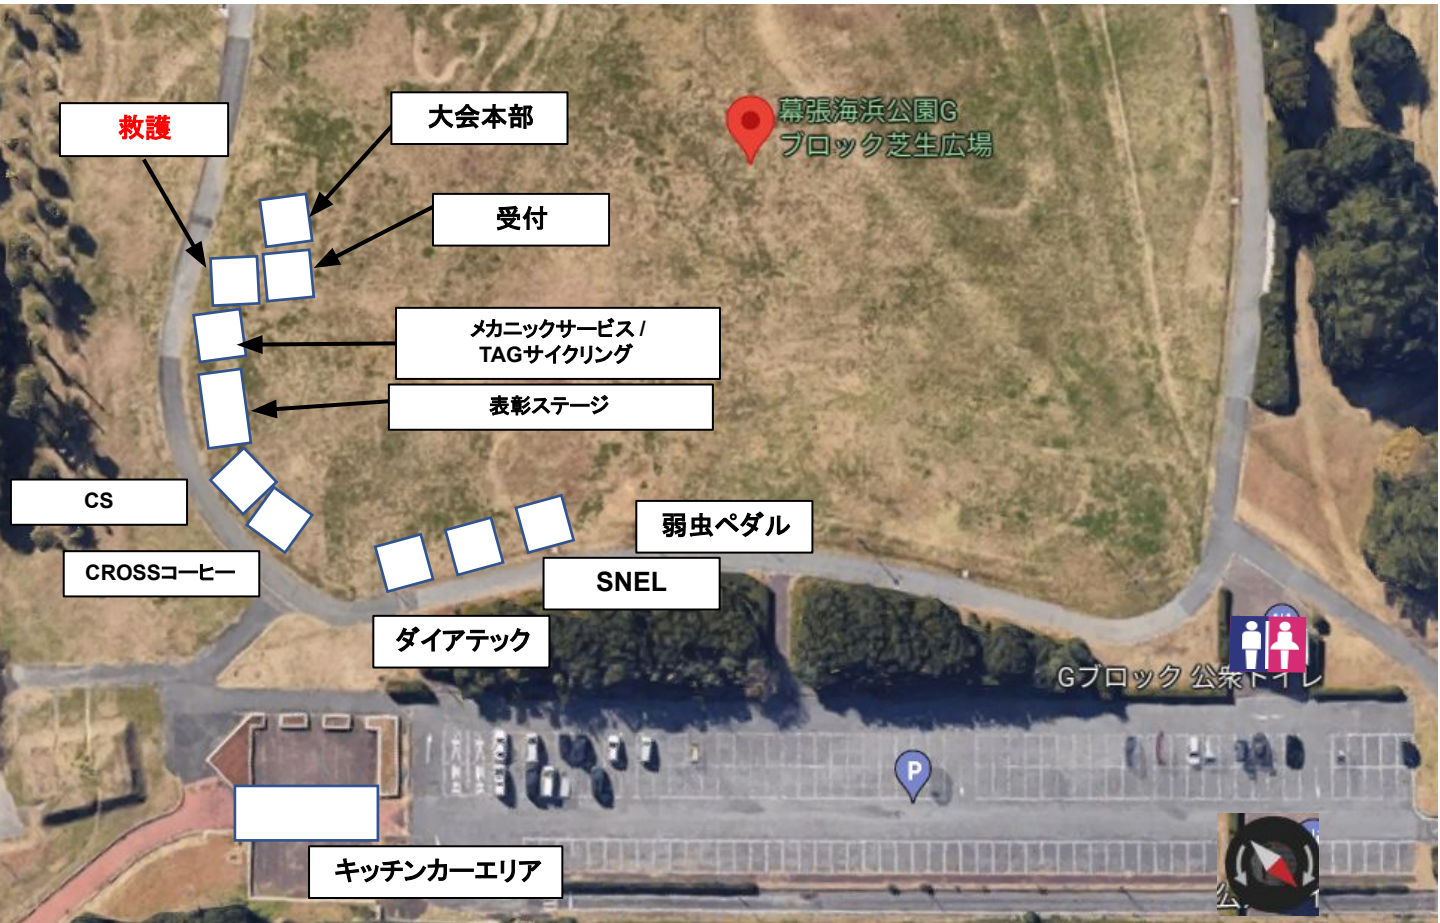 救護
大会本部
幕張海浜公園G
ブロック芝生広場
受付
メカニックサービス /
TAGサイクリング
表彰ステージ
CS
CROSSコーヒー
弱虫ペダル
SNEL
ダイアテック
Gブロック 公衆トイレ
P
キッチンカーエリア